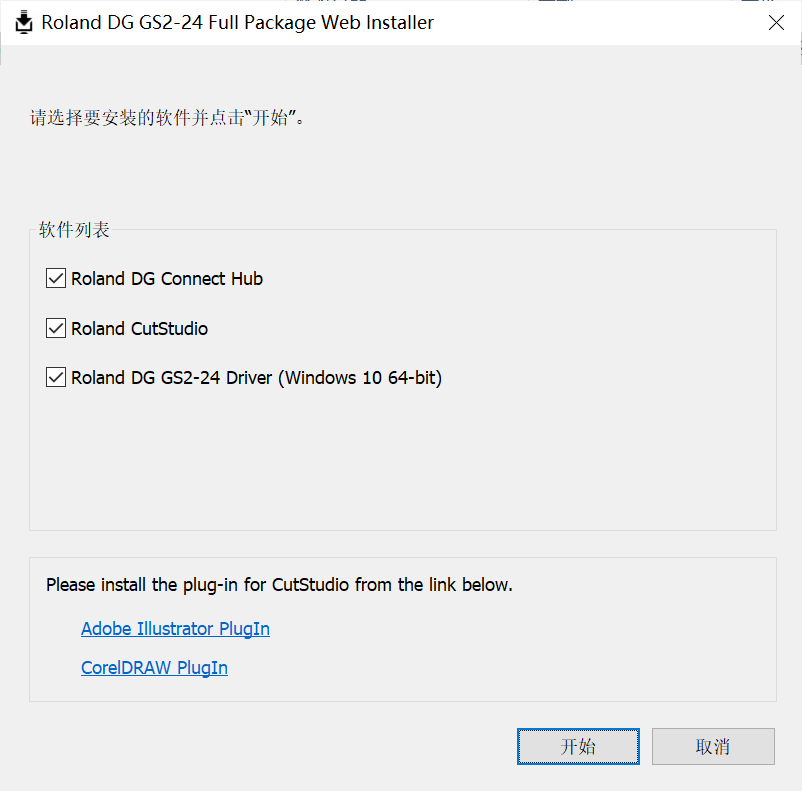 Roland DG GS2-24 Full Package Web Installer
请选择要安装的软件并点击“开始”。
软件列表
Roland DG Connect Hub
Roland CutStudio
Roland DG GS2-24 Driver (Windows 10 64-bit)
Please install the plug-in for CutStudio from the link below.
Adobe Illustrator PlugIn
CorelDRAW PlugIn
开始
取消